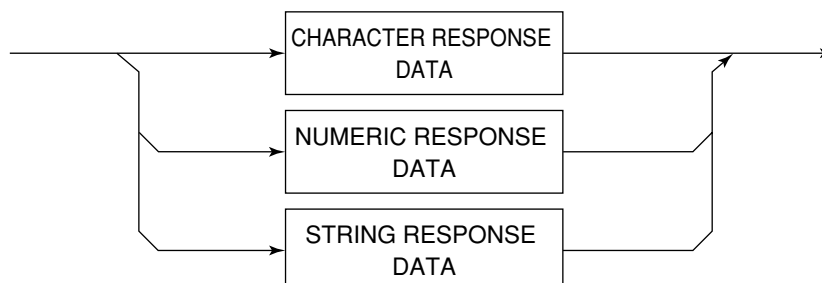 CHARACTER RESPONSE
DATA
NUMERIC RESPONSE
DATA
STRING RESPONSE
DATA